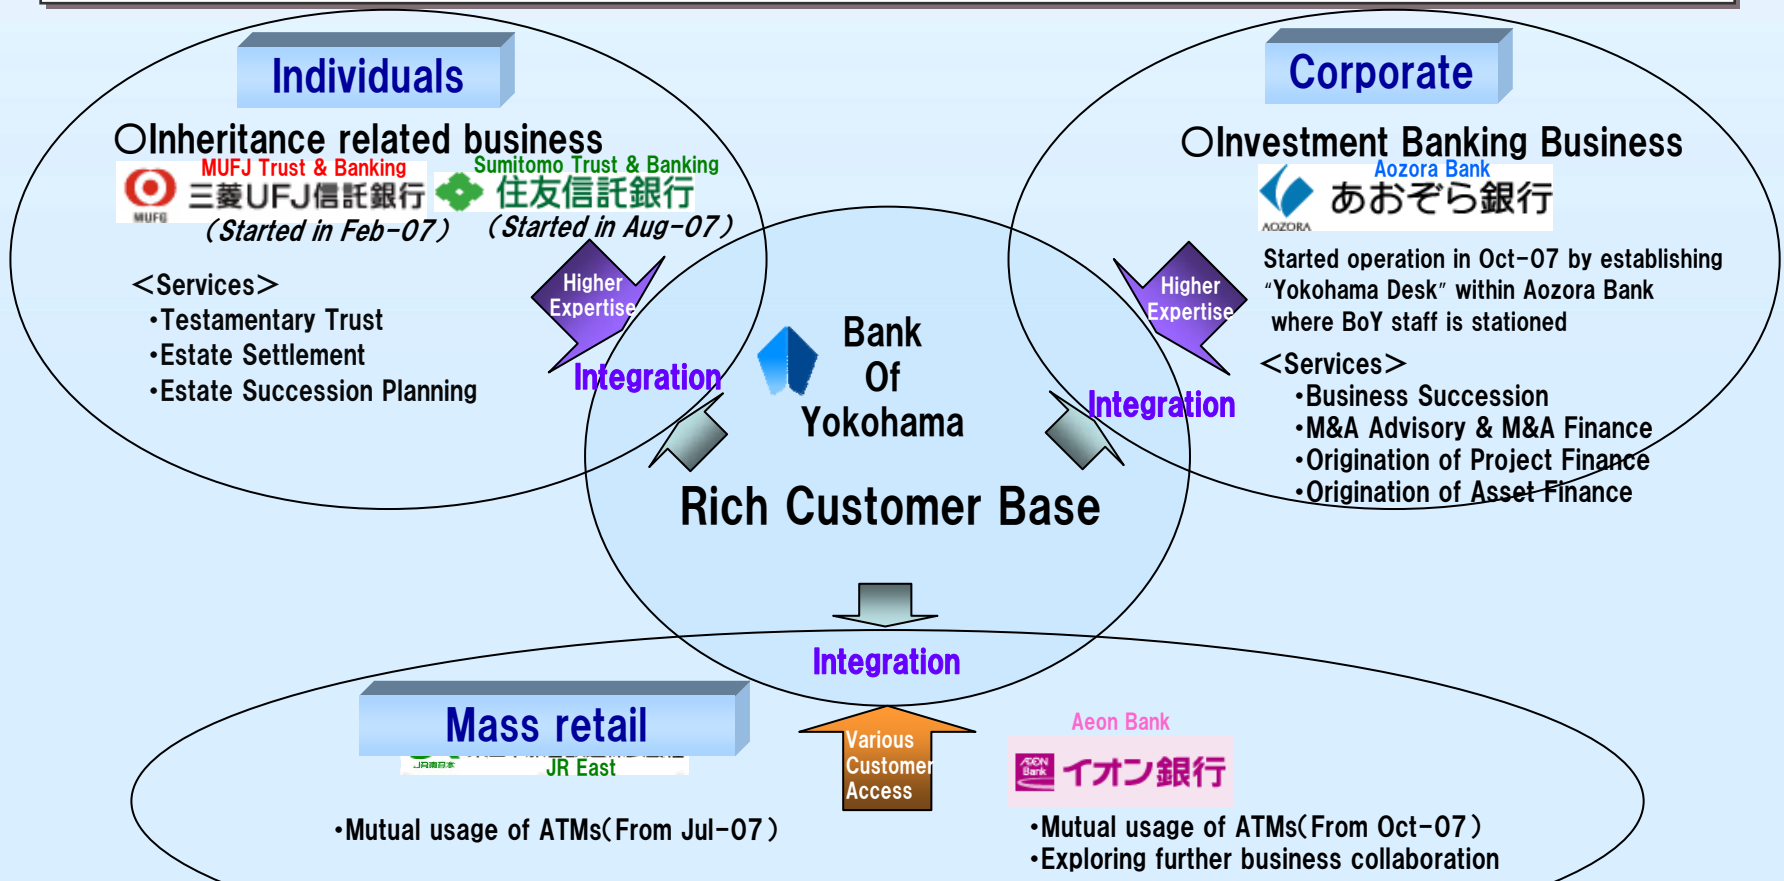 Individuals
○Inheritance related business
MUFJ Trust & Banking
MUFG
三菱UFJ信託銀行
(Started in Feb-07)
Sumitomo Trust & Banking
住友信託銀行
(Started in Aug-07)
<Services>
・Testamentary Trust
・Estate Settlement
・Estate Succession Planning
Higher
Expertise
Integration
Corporate
○Investment Banking Business
Aozora Bank
AOZORA
あおぞら銀行
Started operation in Oct-07 by establishing
“Yokohama Desk” within Aozora Bank
where BoY staff is stationed
<Services>
・Business Succession
・M&A Advisory & M&A Finance
・Origination of Project Finance
・Origination of Asset Finance
Higher
Expertise
Integration
Bank
Of
Yokohama
Rich Customer Base
Integration
Mass retail
JR東日本
JR East
・Mutual usage of ATMs(From Jul-07)
Various
Customer
Access
Aeon Bank
AEON
Bank
イオン銀行
・Mutual usage of ATMs(From Oct-07)
・Exploring further business collaboration